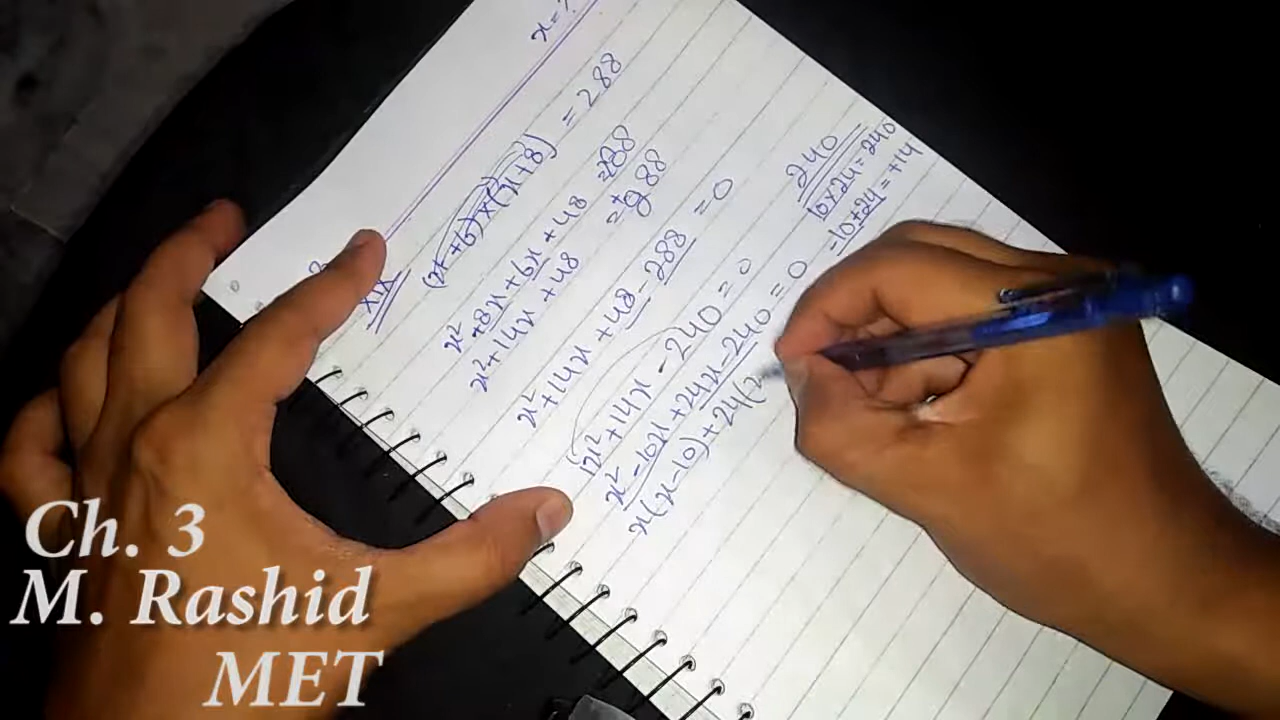 x = ?
XIX
(x + 6) x (x + 8) = 288
x² + 8x + 6x + 48 = 288
x² + 14x + 48 = + 288
x² + 14x + 48 - 288 = 0
x² + 14x - 240 = 0
x² - 10x + 24x - 240 = 0
x(x - 10) + 24(
240
10x24 = 240
-10+24 = +14
Ch. 3
M. Rashid
MET